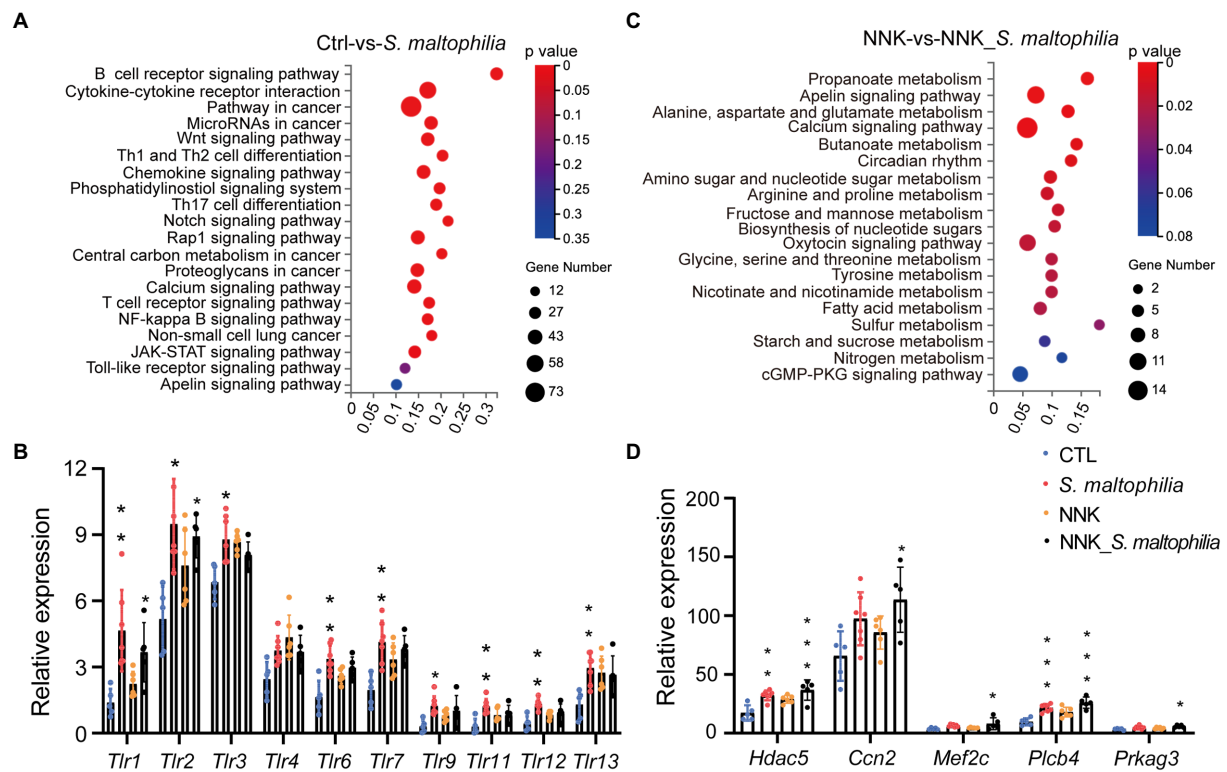 A
Ctrl-vs-S. maltophilia
B cell receptor signaling pathway
Cytokine-cytokine receptor interaction
Pathway in cancer
MicroRNAs in cancer
Wnt signaling pathway
Th1 and Th2 cell differentiation
Chemokine signaling pathway
Phosphatidylinostiol signaling system
Th17 cell differentiation
Notch signaling pathway
Rap1 signaling pathway
Central carbon metabolism in cancer
Proteoglycans in cancer
Calcium signaling pathway
T cell receptor signaling pathway
NF-kappa B signaling pathway
Non-small cell lung cancer
JAK-STAT signaling pathway
Toll-like receptor signaling pathway
Apelin signaling pathway
0 0.05 0.1 0.15 0.2 0.25 0.3
p value
0
0.05
0.1
0.15
0.2
0.25
0.3
0.35
Gene Number
12
27
43
58
73
C
NNK-vs-NNK_S. maltophilia
Propanoate metabolism
Apelin signaling pathway
Alanine, aspartate and glutamate metabolism
Calcium signaling pathway
Butanoate metabolism
Circadian rhythm
Amino sugar and nucleotide sugar metabolism
Arginine and proline metabolism
Fructose and mannose metabolism
Biosynthesis of nucleotide sugars
Oxytocin signaling pathway
Glycine, serine and threonine metabolism
Tyrosine metabolism
Nicotinate and nicotinamide metabolism
Fatty acid metabolism
Sulfur metabolism
Starch and sucrose metabolism
Nitrogen metabolism
cGMP-PKG signaling pathway
0 0.05 0.1 0.15
p value
0
0.02
0.04
0.06
0.08
Gene Number
2
5
8
11
14
B
Relative expression
12
9
6
3
0
* * * * * * * * * * * * * * * * * *
Tlr1 Tlr2 Tlr3 Tlr4 Tlr6 Tlr7 Tlr9 Tlr11 Tlr12 Tlr13
D
CTL
S. maltophilia
NNK
NNK_S. maltophilia
Relative expression
200
150
100
50
0
* * * * * * * * * * * * * *
Hdac5 Ccn2 Mef2c Plcb4 Prkag3